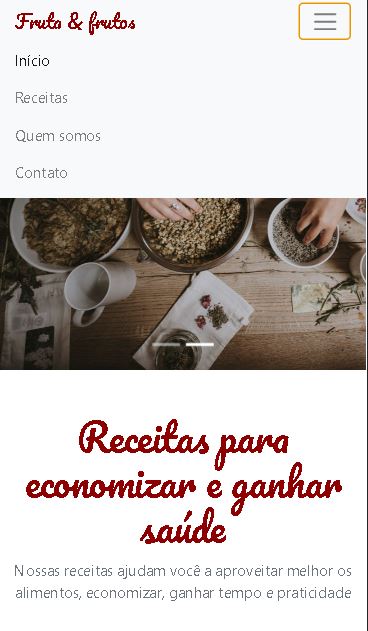 Fruta & frutos
Início
Receitas
Quem somos
Contato
Receitas para
economizar e ganhar
saúde
Nossas receitas ajudam você a aproveitar melhor os
alimentos, economizar, ganhar tempo e praticidade